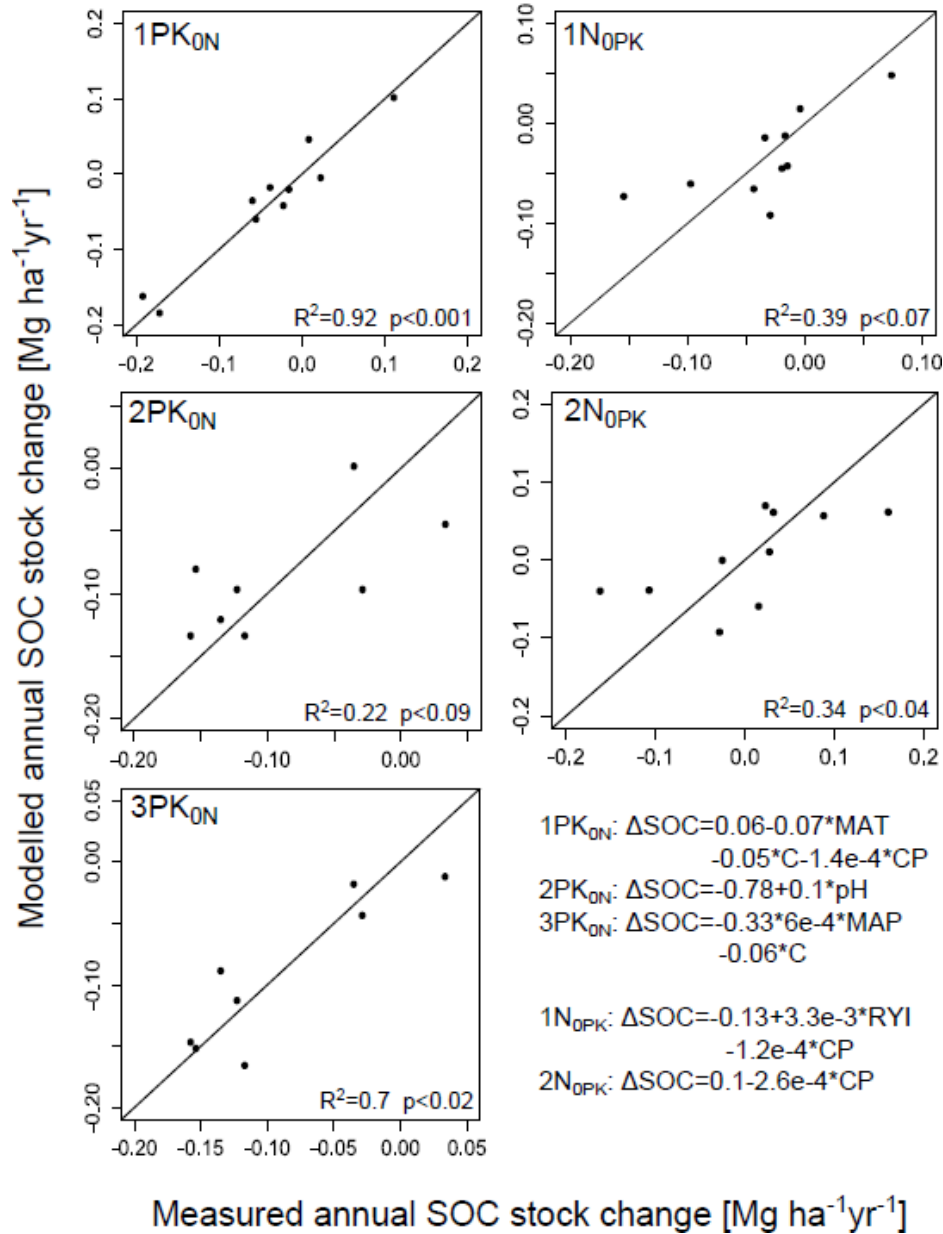 Modelled annual SOC stock change [Mg ha⁻¹yr⁻¹]
1PK₀N
0.2
0.1
0.0
-0.1
-0.2
R²=0.92 p<0.001
-0.2 -0.1 0.0 0.1 0.2
1N₀PK
0.10
0.00
-0.10
-0.20
R²=0.39 p<0.07
-0.20 -0.10 0.00 0.10
2PK₀N
0.00
-0.10
-0.20
R²=0.22 p<0.09
-0.20 -0.10 0.00
2N₀PK
0.2
0.1
0.0
-0.1
-0.2
R²=0.34 p<0.04
-0.2 -0.1 0.0 0.1 0.2
3PK₀N
0.05
0.00
-0.10
-0.20
R²=0.7 p<0.02
-0.20 -0.15 -0.10 -0.05 0.00 0.05
1PK₀N: ΔSOC=0.06-0.07*MAT
-0.05*C-1.4e-4*CP
2PK₀N: ΔSOC=-0.78+0.1*pH
3PK₀N: ΔSOC=-0.33*6e-4*MAP
-0.06*C
1N₀PK: ΔSOC=-0.13+3.3e-3*RYI
-1.2e-4*CP
2N₀PK: ΔSOC=0.1-2.6e-4*CP
Measured annual SOC stock change [Mg ha⁻¹yr⁻¹]